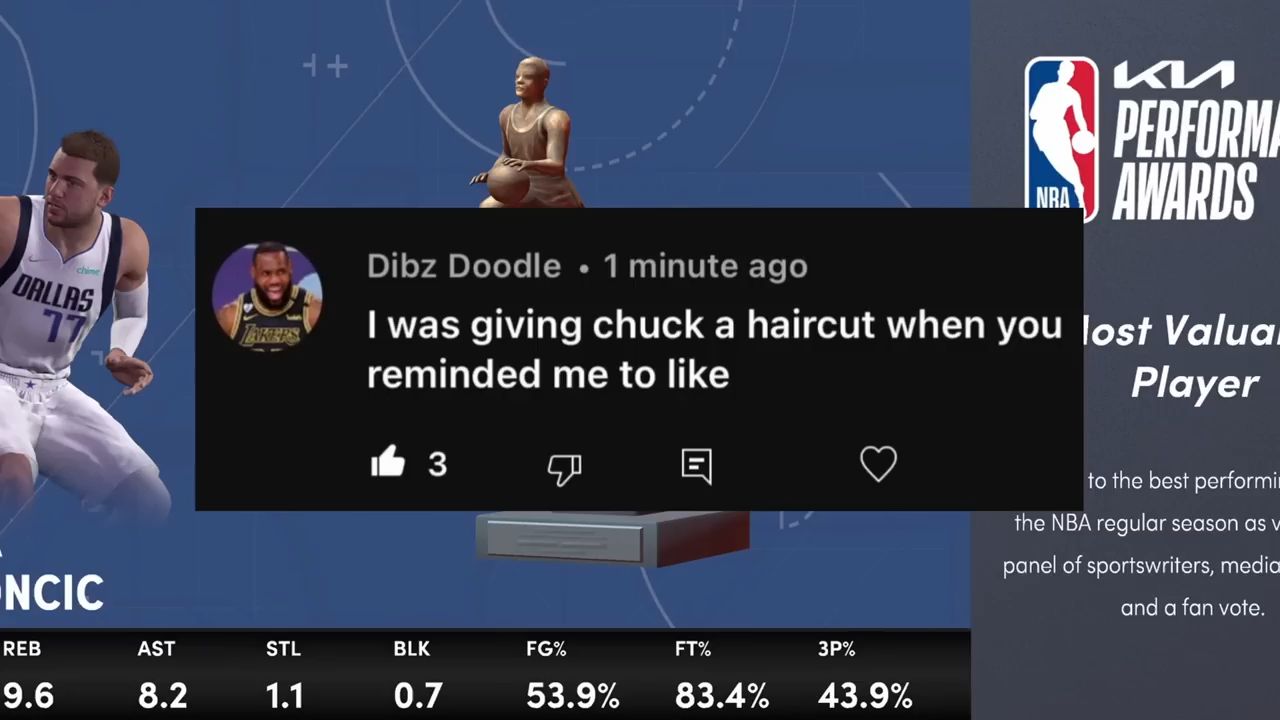 KIA
PERFORMA
AWARDS
NBA
chime
DALLAS
77
LAKERS
Dibz Doodle • 1 minute ago
I was giving chuck a haircut when you
reminded me to like
3
Most Valua
Player
to the best performi
the NBA regular season as v
panel of sportswriters, media
and a fan vote.
NCIC
REB AST STL BLK FG% FT% 3P%
9.6 8.2 1.1 0.7 53.9% 83.4% 43.9%